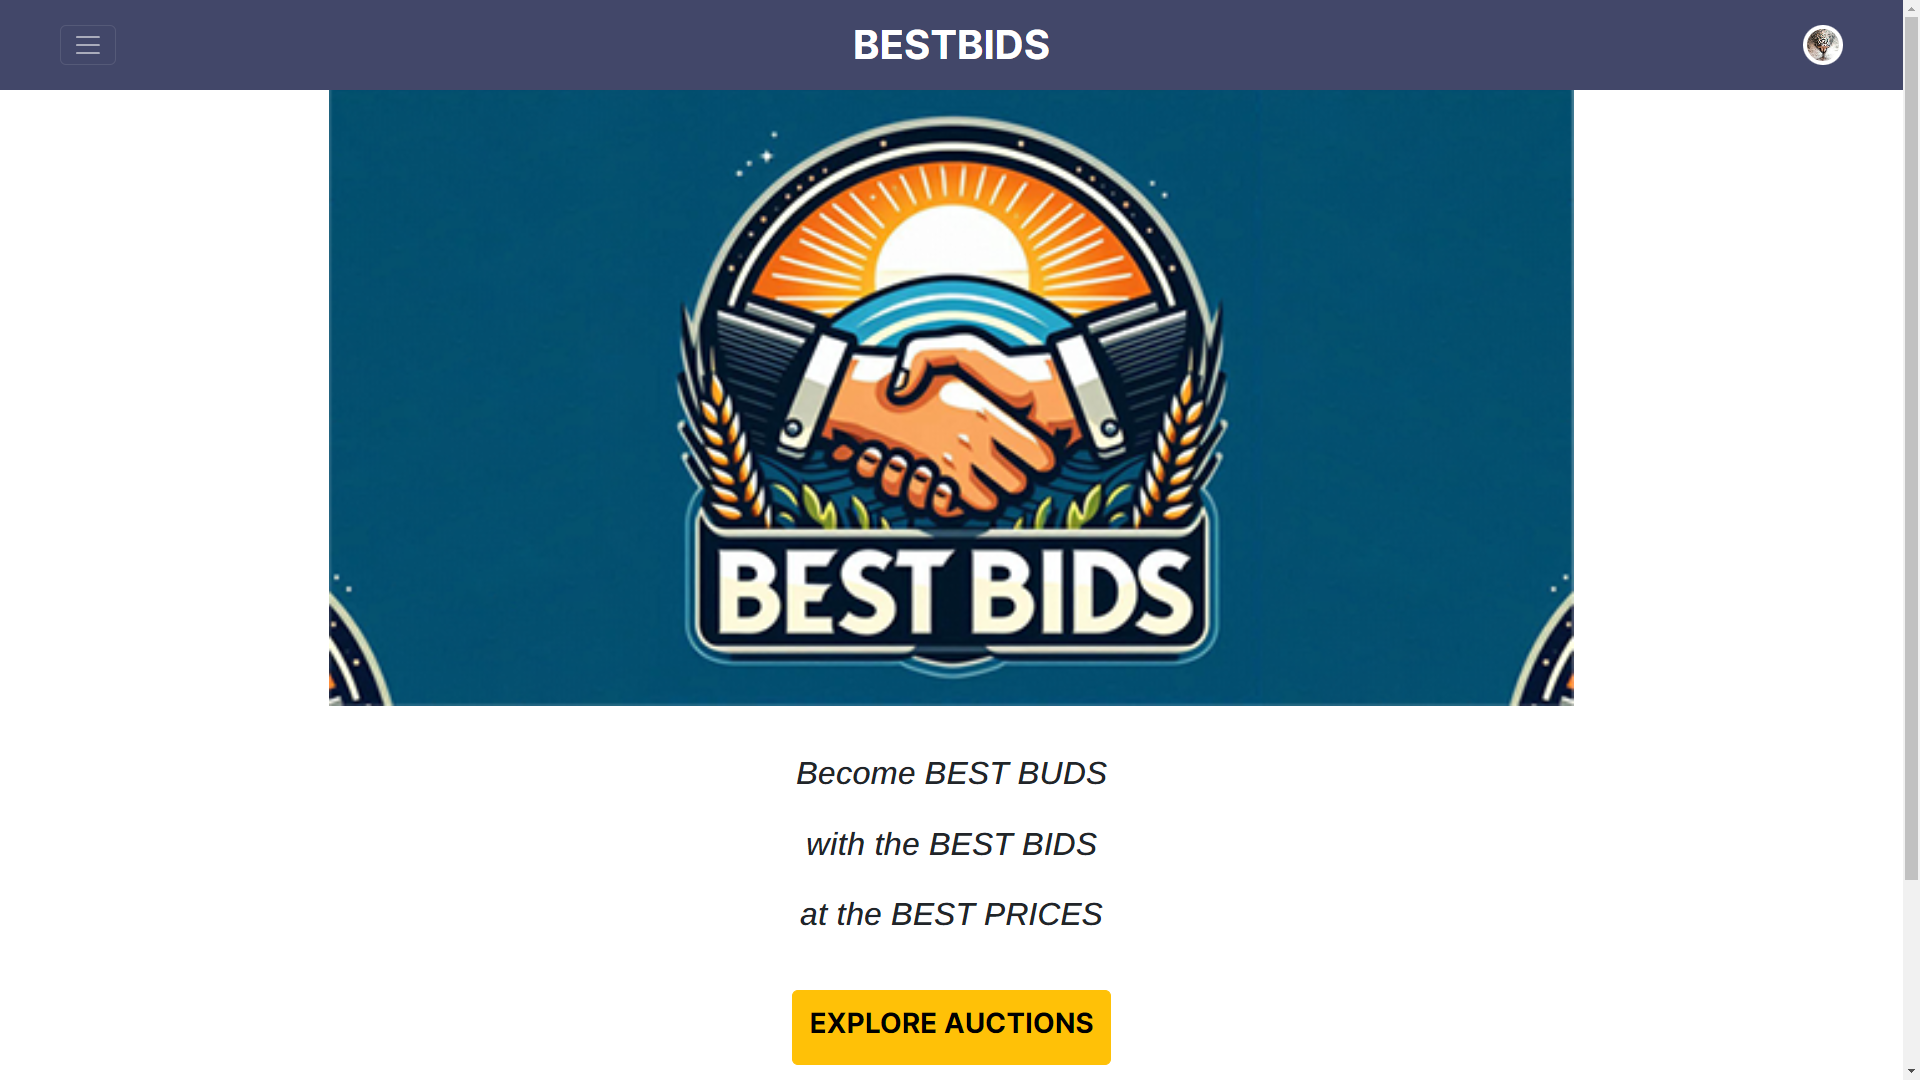 BESTBIDS
BEST BIDS
Become BEST BUDS
with the BEST BIDS
at the BEST PRICES
EXPLORE AUCTIONS